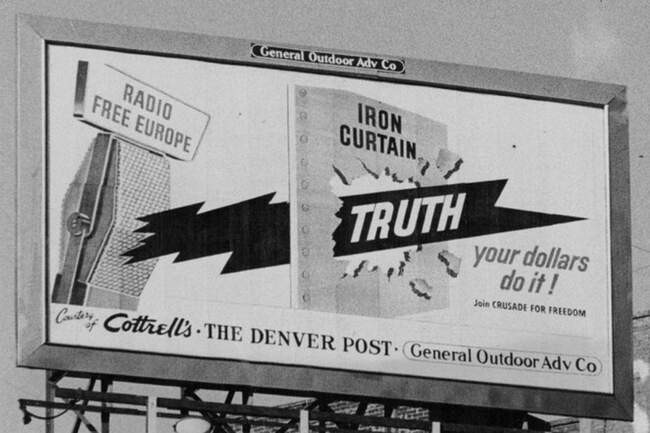 General Outdoor Adv Co
RADIO
FREE EUROPE
IRON
CURTAIN
TRUTH
your dollars
do it!
Join CRUSADE FOR FREEDOM
Courtesy of Cottrell's · THE DENVER POST · General Outdoor Adv Co